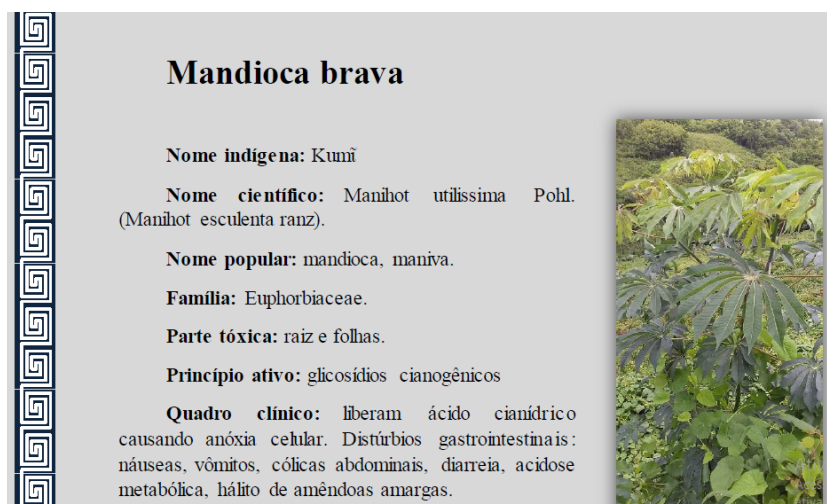 Mandioca brava
Nome indígena: Kumĩ
Nome científico: Manihot utilissima Pohl.
(Manihot esculenta ranz).
Nome popular: mandioca, maniva.
Família: Euphorbiaceae.
Parte tóxica: raiz e folhas.
Princípio ativo: glicosídios cianogênicos
Quadro clínico: liberam ácido cianídrico
causando anóxia celular. Distúrbios gastrointestinais:
náuseas, vômitos, cólicas abdominais, diarreia, acidose
metabólica, hálito de amêndoas amargas.